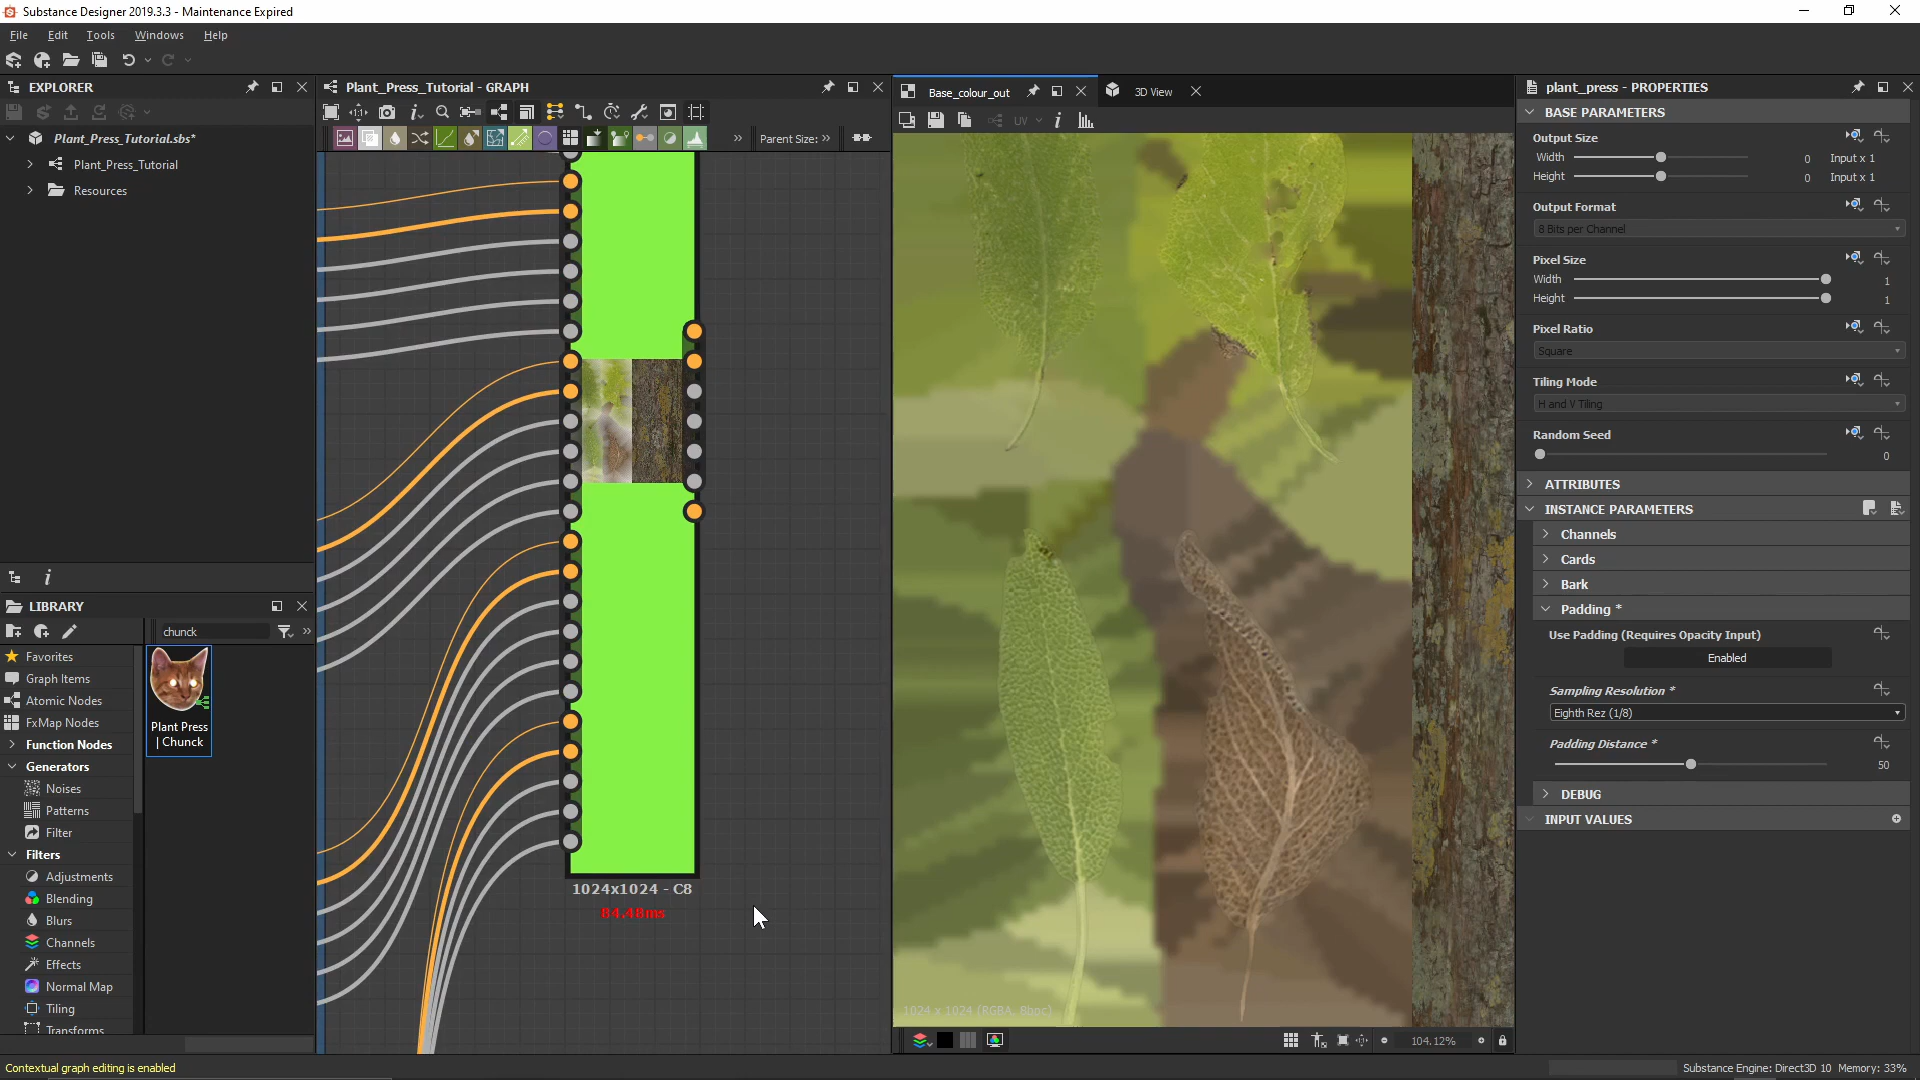 Substance Designer 2019.3.3 - Maintenance Expired
File Edit Tools Windows Help
EXPLORER
Plant_Press_Tutorial.sbs*
Plant_Press_Tutorial
Resources
LIBRARY
chunck
Favorites
Graph Items
Atomic Nodes
FxMap Nodes
Function Nodes
Generators
Noises
Patterns
Filter
Filters
Adjustments
Blending
Blurs
Channels
Effects
Normal Map
Tiling
Transforms
Plant Press
| Chunck
Plant_Press_Tutorial - GRAPH
Parent Size:
1024x1024 - C8
84.48ms
Base_colour_out
3D View
UV
1024 x 1024 (RGBA, 8bpc)
104.12%
plant_press - PROPERTIES
BASE PARAMETERS
Output Size
Width 0 Input x 1
Height 0 Input x 1
Output Format
8 Bits per Channel
Pixel Size
Width 1
Height 1
Pixel Ratio
Square
Tiling Mode
H and V Tiling
Random Seed
0
ATTRIBUTES
INSTANCE PARAMETERS
Channels
Cards
Bark
Padding *
Use Padding (Requires Opacity Input)
Enabled
Sampling Resolution *
Eighth Rez (1/8)
Padding Distance *
50
DEBUG
INPUT VALUES
Contextual graph editing is enabled
Substance Engine: Direct3D 10 Memory: 33%